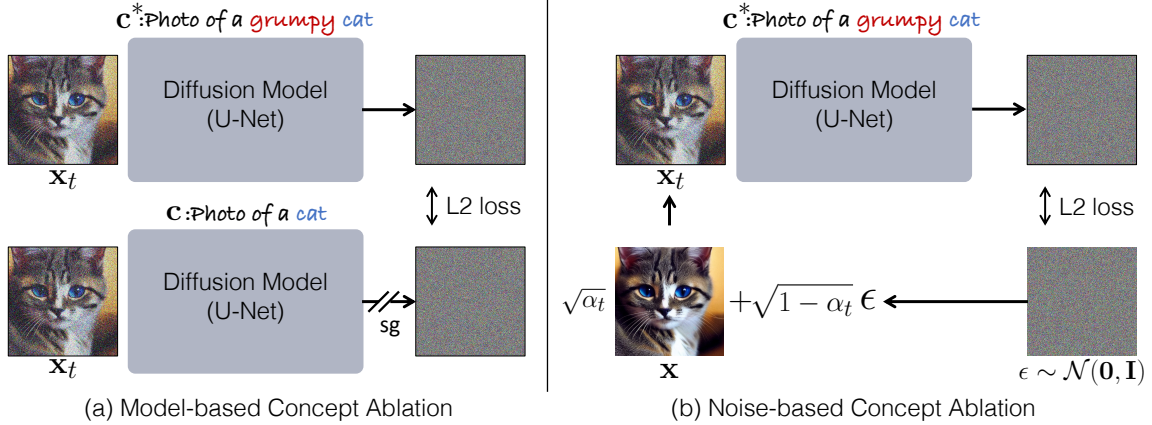 c*:Photo of a grumpy cat
Diffusion Model
(U-Net)
x_t
L2 loss
c:Photo of a cat
Diffusion Model
(U-Net)
sg
x_t
(a) Model-based Concept Ablation
c*:Photo of a grumpy cat
Diffusion Model
(U-Net)
x_t
L2 loss
√α_t
+√1 − α_t ϵ
x
ϵ ∼ N(0, I)
(b) Noise-based Concept Ablation